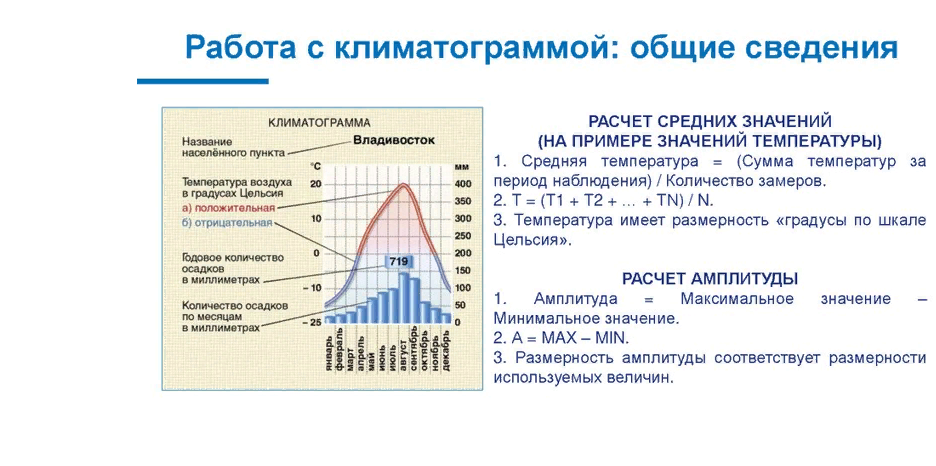 Работа с климатограммой: общие сведения
КЛИМАТОГРАММА
Название
населённого пункта
Владивосток
°С
мм
Температура воздуха
в градусах Цельсия
а) положительная
б) отрицательная
Годовое количество
осадков
в миллиметрах
Количество осадков
по месяцам
в миллиметрах
20
10
0
– 10
– 25
400
350
300
250
200
150
100
50
0
719
январь
февраль
март
апрель
май
июнь
июль
август
сентябрь
октябрь
ноябрь
декабрь
РАСЧЕТ СРЕДНИХ ЗНАЧЕНИЙ
(НА ПРИМЕРЕ ЗНАЧЕНИЙ ТЕМПЕРАТУРЫ)
1. Средняя температура = (Сумма температур за
период наблюдения) / Количество замеров.
2. T = (T1 + T2 + … + TN) / N.
3. Температура имеет размерность «градусы по шкале
Цельсия».
РАСЧЕТ АМПЛИТУДЫ
1. Амплитуда = Максимальное значение –
Минимальное значение.
2. A = MAX – MIN.
3. Размерность амплитуды соответствует размерности
используемых величин.